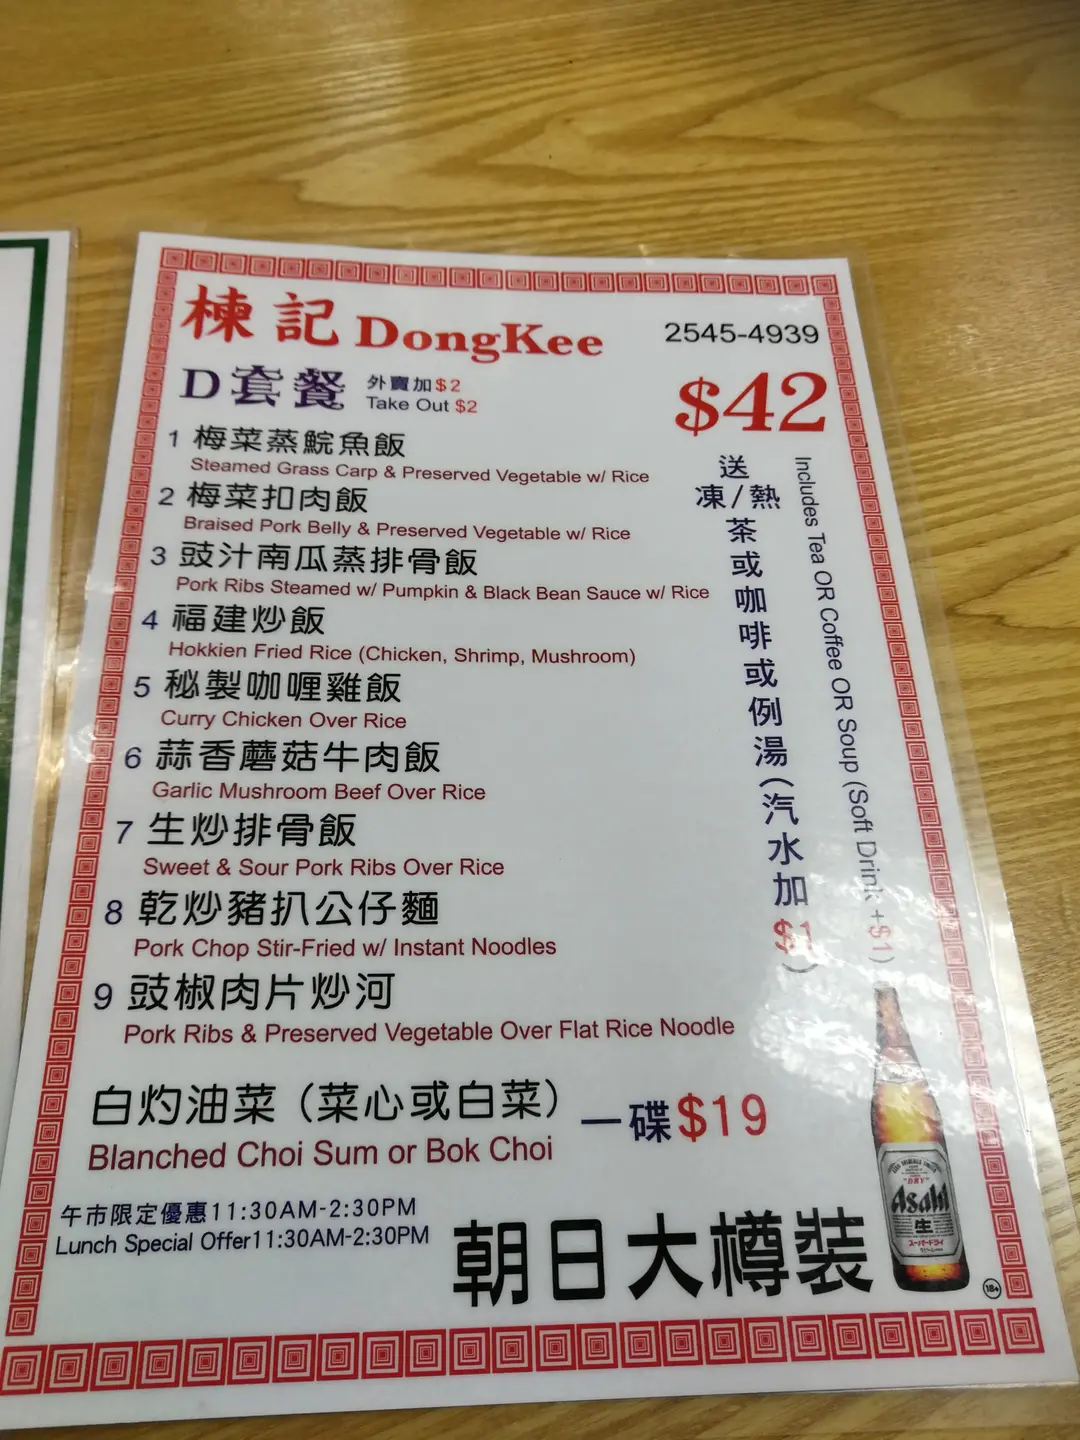 楝記 DongKee
2545-4939
D套餐
外賣加$2
Take Out $2
$42
1 梅菜蒸鯇魚飯
Steamed Grass Carp & Preserved Vegetable w/ Rice
2 梅菜扣肉飯
Braised Pork Belly & Preserved Vegetable w/ Rice
3 豉汁南瓜蒸排骨飯
Pork Ribs Steamed w/ Pumpkin & Black Bean Sauce w/ Rice
4 福建炒飯
Hokkien Fried Rice (Chicken, Shrimp, Mushroom)
5 秘製咖喱雞飯
Curry Chicken Over Rice
6 蒜香蘑菇牛肉飯
Garlic Mushroom Beef Over Rice
7 生炒排骨飯
Sweet & Sour Pork Ribs Over Rice
8 乾炒豬扒公仔麵
Pork Chop Stir-Fried w/ Instant Noodles
9 豉椒肉片炒河
Pork Ribs & Preserved Vegetable Over Flat Rice Noodle
送凍/熱茶或咖啡或例湯(汽水加$1)
Includes Tea OR Coffee OR Soup (Soft Drink +$1)
白灼油菜（菜心或白菜）一碟$19
Blanched Choi Sum or Bok Choi
午市限定優惠11:30AM-2:30PM
Lunch Special Offer11:30AM-2:30PM
朝日大樽裝
"DRY"
Asahi
生
スーパードライ
18+